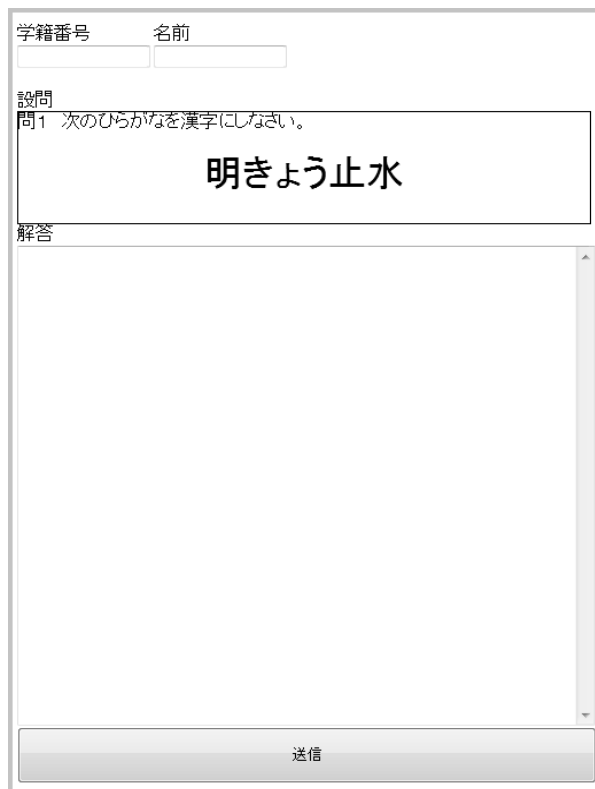 学籍番号 名前
設問
問1 次のひらがなを漢字にしなさい。
明きょう止水
解答
送信